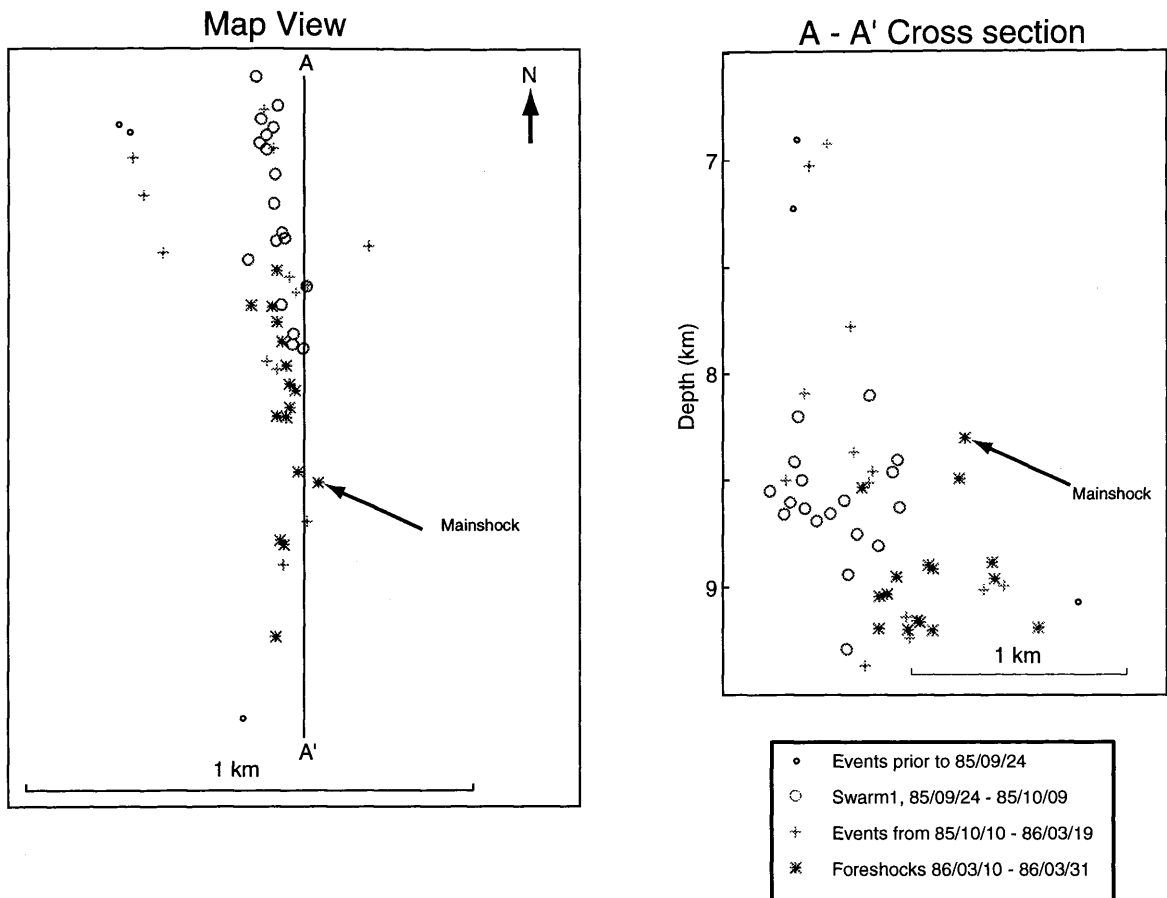 Map View
A
N
Mainshock
A'
1 km
A - A' Cross section
7
8
9
Depth (km)
Mainshock
1 km
Events prior to 85/09/24
Swarm1, 85/09/24 - 85/10/09
Events from 85/10/10 - 86/03/19
Foreshocks 86/03/10 - 86/03/31